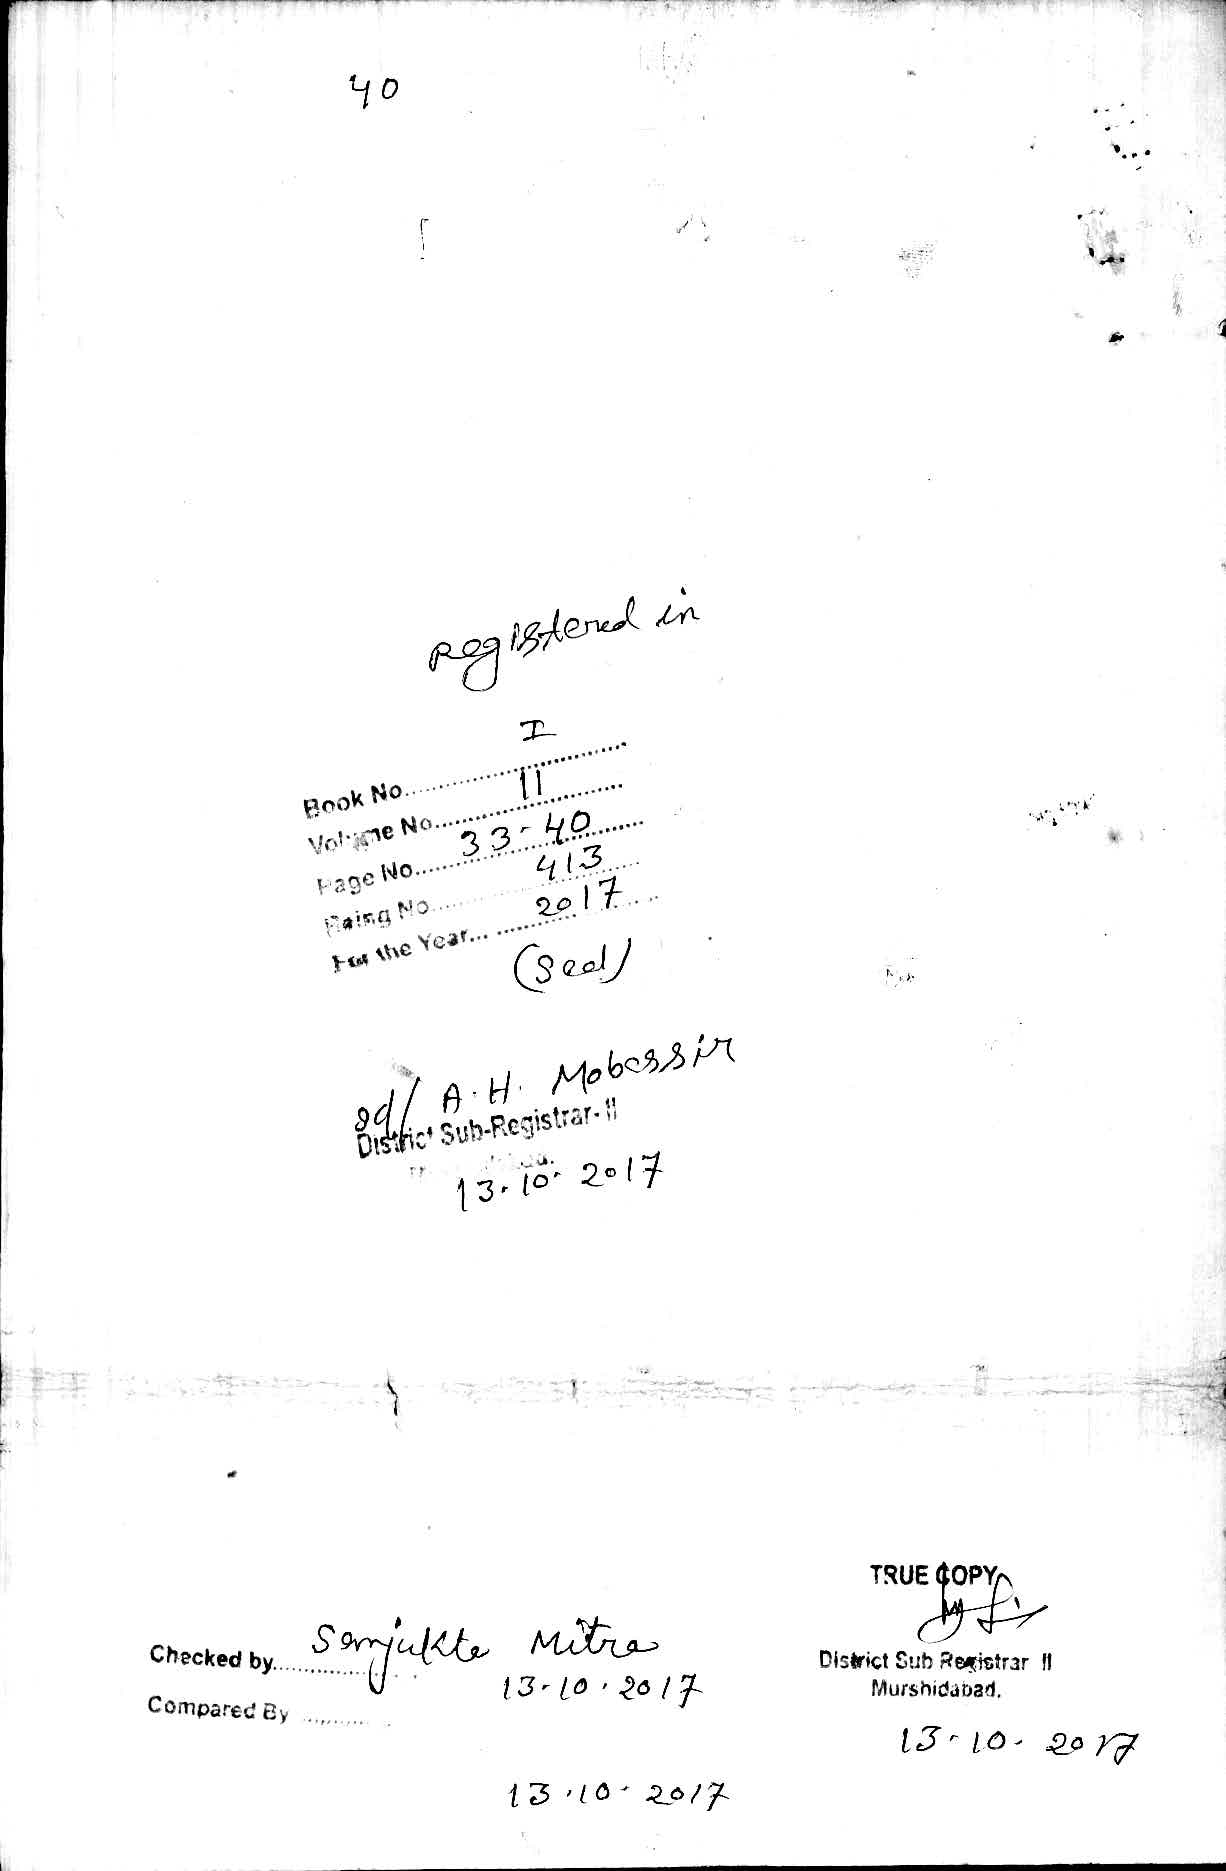 40
Registered in
Book No.......... I
Volume No.......... 11
Page No.......... 33-40
Being No.......... 413
For the Year.......... 2017
(Seal)
sd/ A. H. Mobassir
District Sub-Registrar-II
13.10.2017
TRUE COPY
Checked by.......... Sanjukta Mitra
13-10.2017
District Sub Registrar II
Murshidabad.
Compared By ..........
13-10-2017
13.10.2017